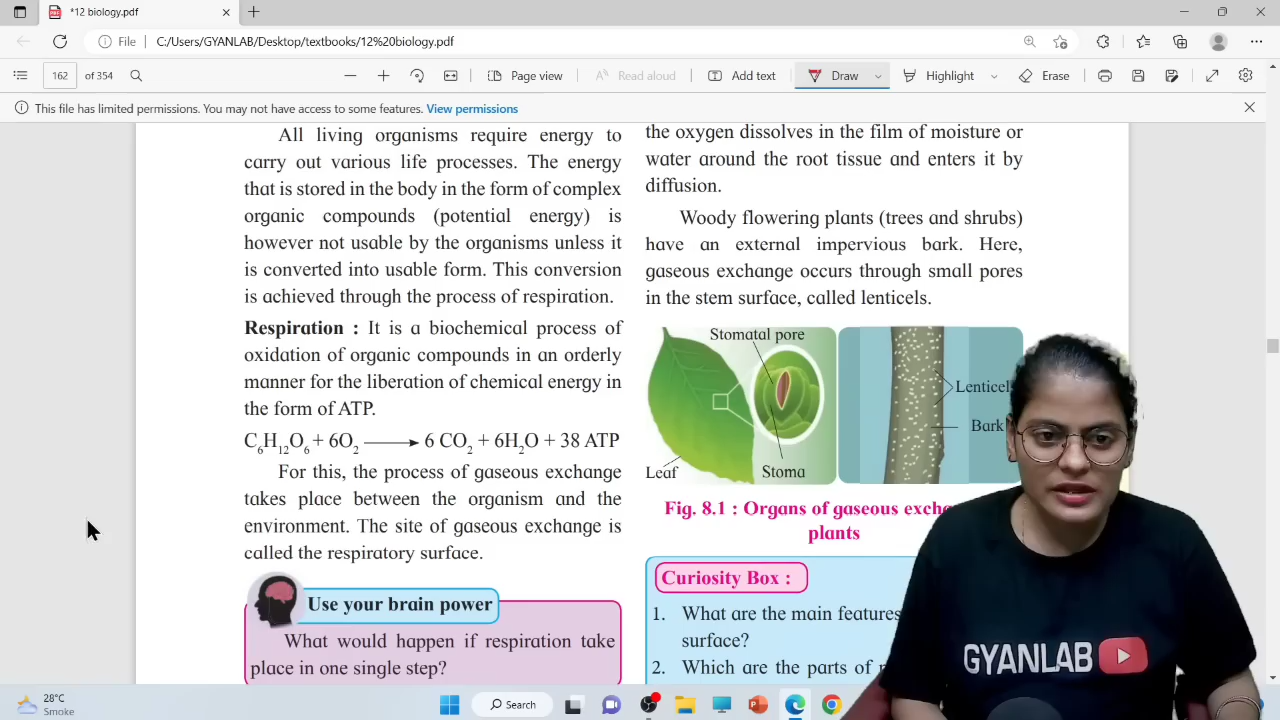 *12 biology.pdf
File
C:/Users/GYANLAB/Desktop/textbooks/12%20biology.pdf
162
of 354
Page view
Read aloud
Add text
Draw
Highlight
Erase
This file has limited permissions. You may not have access to some features. View permissions
All living organisms require energy to
carry out various life processes. The energy
that is stored in the body in the form of complex
organic compounds (potential energy) is
however not usable by the organisms unless it
is converted into usable form. This conversion
is achieved through the process of respiration.
Respiration : It is a biochemical process of
oxidation of organic compounds in an orderly
manner for the liberation of chemical energy in
the form of ATP.
C₆H₁₂O₆ + 6O₂ ⟶ 6 CO₂ + 6H₂O + 38 ATP
For this, the process of gaseous exchange
takes place between the organism and the
environment. The site of gaseous exchange is
called the respiratory surface.
Use your brain power
What would happen if respiration take
place in one single step?
the oxygen dissolves in the film of moisture or
water around the root tissue and enters it by
diffusion.
Woody flowering plants (trees and shrubs)
have an external impervious bark. Here,
gaseous exchange occurs through small pores
in the stem surface, called lenticels.
Stomatal pore
Lenticel
Bark
Leaf
Stoma
Fig. 8.1 : Organs of gaseous
plants
Curiosity Box :
1. What are the main features
surface?
2. Which are the parts of
GYANLAB
28°C
Smoke
Search